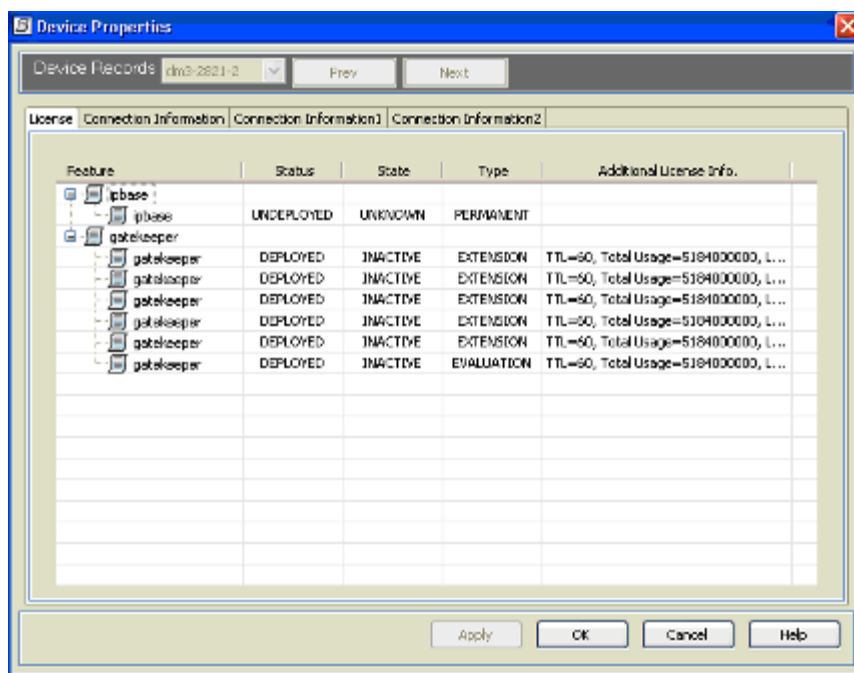 Device Properties
Device Records dm3-2821-2 Prev Next
License Connection Information Connection Information1 Connection Information2
Feature Status State Type Additional License Info.
ipbase
ipbase UNDEPLOYED UNKNOWN PERMANENT
gatekeeper
gatekeeper DEPLOYED INACTIVE EXTENSION TTL=60, Total Usage=5184000000, L...
gatekeeper DEPLOYED INACTIVE EXTENSION TTL=60, Total Usage=5184000000, L...
gatekeeper DEPLOYED INACTIVE EXTENSION TTL=60, Total Usage=5184000000, L...
gatekeeper DEPLOYED INACTIVE EXTENSION TTL=60, Total Usage=5184000000, L...
gatekeeper DEPLOYED INACTIVE EXTENSION TTL=60, Total Usage=5184000000, L...
gatekeeper DEPLOYED INACTIVE EVALUATION TTL=60, Total Usage=5184000000, L...
Apply OK Cancel Help